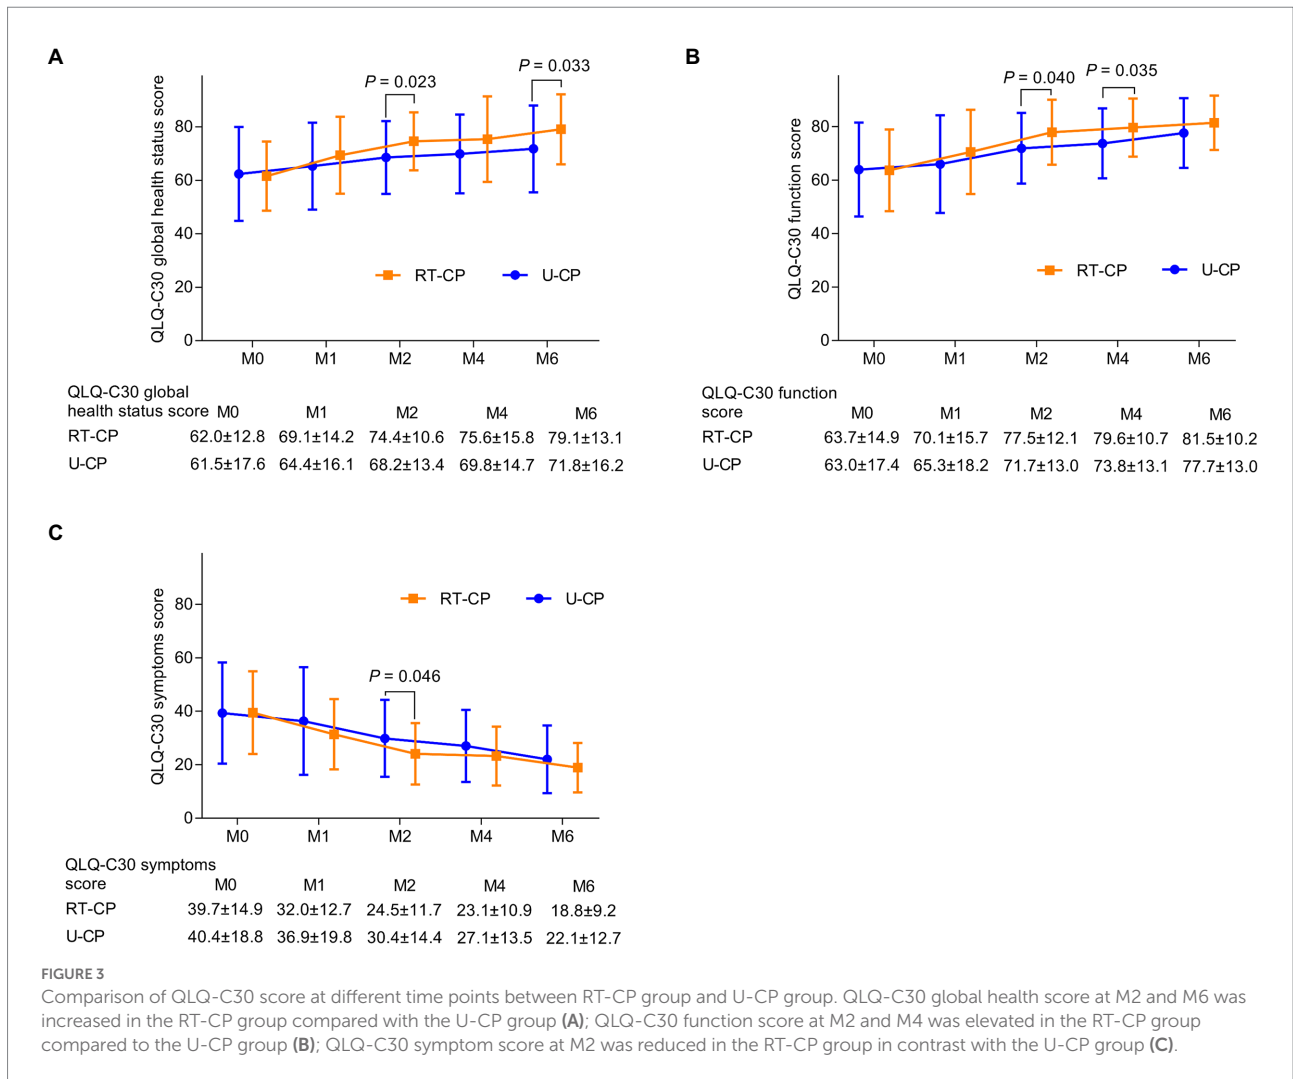 A
P = 0.023
P = 0.033
QLQ-C30 global health status score
80
60
40
20
0
RT-CP U-CP
M0 M1 M2 M4 M6
QLQ-C30 global
health status score M0 M1 M2 M4 M6
RT-CP 62.0±12.8 69.1±14.2 74.4±10.6 75.6±15.8 79.1±13.1
U-CP 61.5±17.6 64.4±16.1 68.2±13.4 69.8±14.7 71.8±16.2
B
P = 0.040
P = 0.035
QLQ-C30 function score
80
60
40
20
0
RT-CP U-CP
M0 M1 M2 M4 M6
QLQ-C30 function
score M0 M1 M2 M4 M6
RT-CP 63.7±14.9 70.1±15.7 77.5±12.1 79.6±10.7 81.5±10.2
U-CP 63.0±17.4 65.3±18.2 71.7±13.0 73.8±13.1 77.7±13.0
C
RT-CP U-CP
P = 0.046
QLQ-C30 symptoms score
80
60
40
20
0
M0 M1 M2 M4 M6
QLQ-C30 symptoms
score M0 M1 M2 M4 M6
RT-CP 39.7±14.9 32.0±12.7 24.5±11.7 23.1±10.9 18.8±9.2
U-CP 40.4±18.8 36.9±19.8 30.4±14.4 27.1±13.5 22.1±12.7
FIGURE 3
Comparison of QLQ-C30 score at different time points between RT-CP group and U-CP group. QLQ-C30 global health score at M2 and M6 was
increased in the RT-CP group compared with the U-CP group (A); QLQ-C30 function score at M2 and M4 was elevated in the RT-CP group
compared to the U-CP group (B); QLQ-C30 symptom score at M2 was reduced in the RT-CP group in contrast with the U-CP group (C).